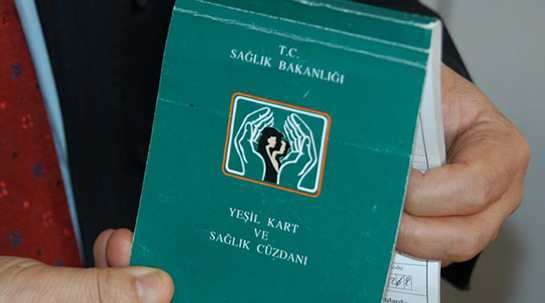 T.C.
SAĞLIK BAKANLIĞI
YEŞİL KART
VE
SAĞLIK CÜZDANI